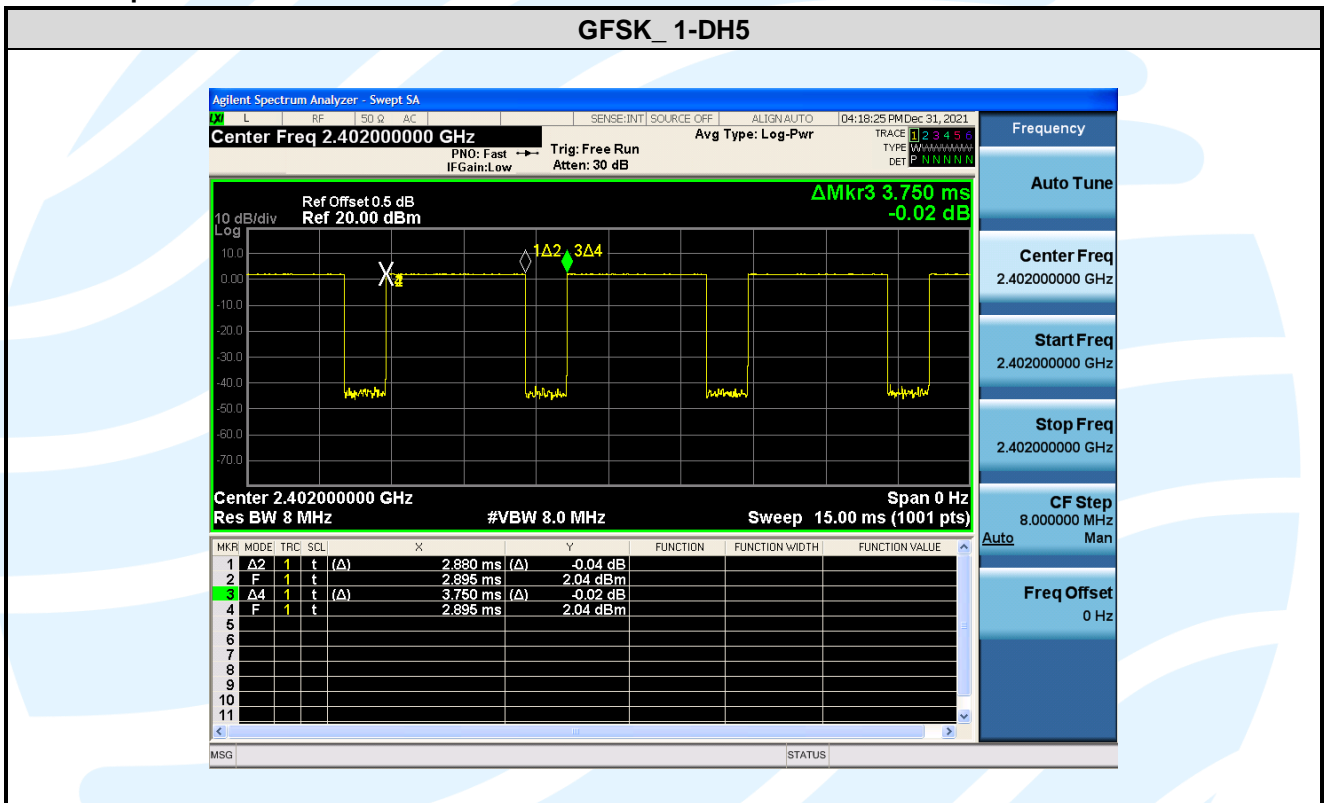 GFSK_ 1-DH5
Agilent Spectrum Analyzer - Swept SA
LXI L RF 50 Ω AC SENSE:INT SOURCE OFF ALIGN AUTO 04:18:25 PM Dec 31, 2021
Center Freq 2.402000000 GHz
PNO: Fast
IFGain:Low
Trig: Free Run
Atten: 30 dB
Avg Type: Log-Pwr
TRACE 1 2 3 4 5 6
TYPE WWWWWW
DET P N N N N N
10 dB/div
Log
Ref Offset 0.5 dB
Ref 20.00 dBm
ΔMkr3 3.750 ms
-0.02 dB
1Δ2 3Δ4
10.0
0.00
-10.0
-20.0
-30.0
-40.0
-50.0
-60.0
-70.0
Center 2.402000000 GHz Span 0 Hz
Res BW 8 MHz #VBW 8.0 MHz Sweep 15.00 ms (1001 pts)
MKR MODE TRC SCL X Y FUNCTION FUNCTION WIDTH FUNCTION VALUE
1 Δ2 1 t (Δ) 2.880 ms (Δ) -0.04 dB
2 F 1 t 2.895 ms 2.04 dBm
3 Δ4 1 t (Δ) 3.750 ms (Δ) -0.02 dB
4 F 1 t 2.895 ms 2.04 dBm
5
6
7
8
9
10
11
MSG STATUS
Frequency
Auto Tune
Center Freq
2.402000000 GHz
Start Freq
2.402000000 GHz
Stop Freq
2.402000000 GHz
CF Step
8.000000 MHz
Auto Man
Freq Offset
0 Hz